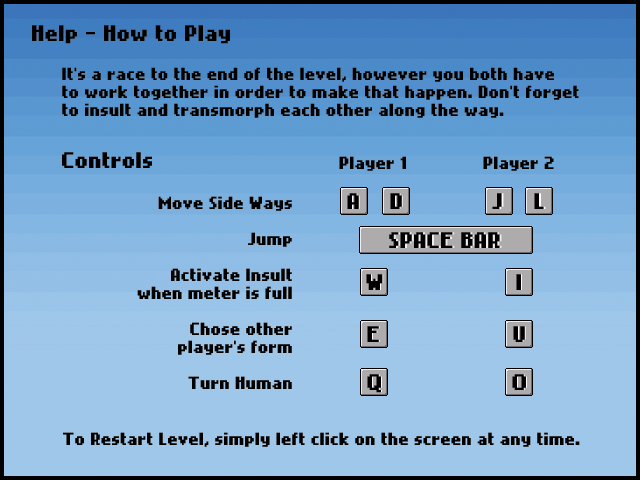 Help - How to Play
It's a race to the end of the level, however you both have
to work together in order to make that happen. Don't forget
to insult and transmorph each other along the way.
Controls Player 1 Player 2
Move Side Ways A D J L
Jump SPACE BAR
Activate Insult
when meter is full W I
Chose other
player's form E U
Turn Human Q O
To Restart Level, simply left click on the screen at any time.